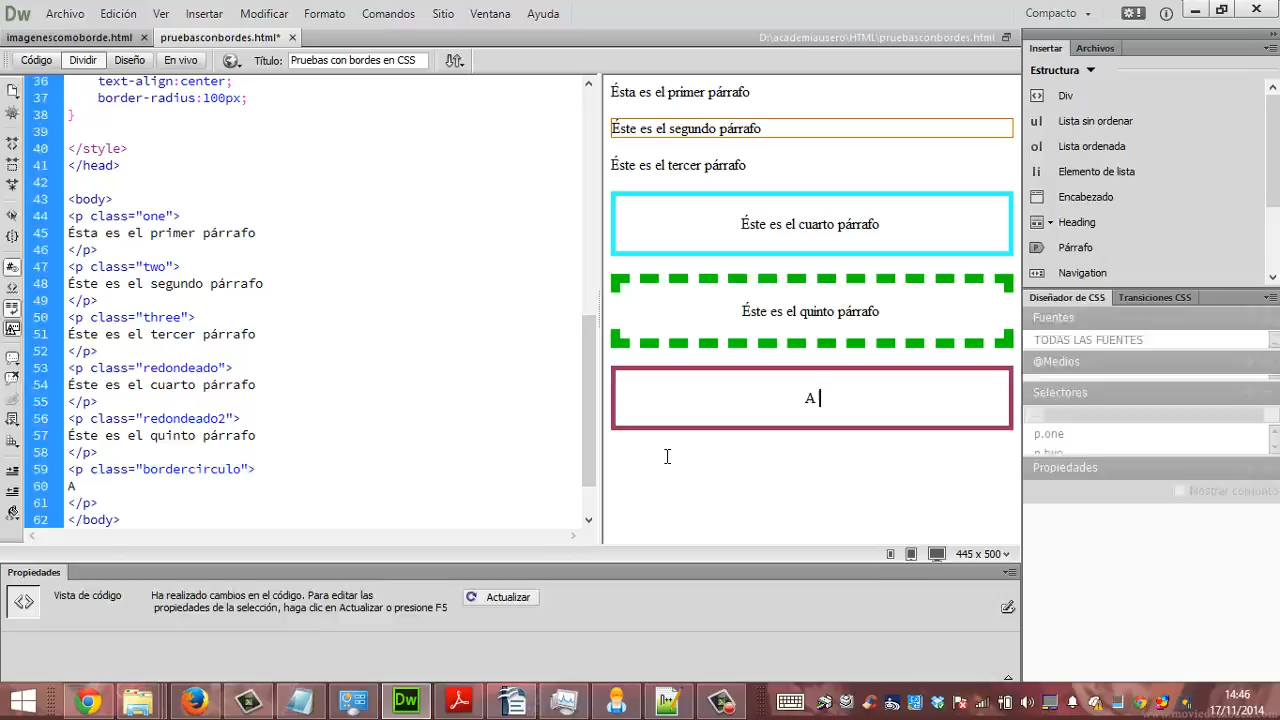 Dw Archivo Edición Ver Insertar Modificar Formato Comandos Sitio Ventana Ayuda Compacto
imagenescomoborde.html pruebasconbordes.html* D:\academiausero\HTML\pruebasconbordes.html
Código Dividir Diseño En vivo Título: Pruebas con bordes en CSS
36 text-align:center;
37 border-radius:100px;
38 }
39
40 </style>
41 </head>
42
43 <body>
44 <p class="one">
45 Ésta es el primer párrafo
46 </p>
47 <p class="two">
48 Éste es el segundo párrafo
49 </p>
50 <p class="three">
51 Éste es el tercer párrafo
52 </p>
53 <p class="redondeado">
54 Éste es el cuarto párrafo
55 </p>
56 <p class="redondeado2">
57 Éste es el quinto párrafo
58 </p>
59 <p class="bordercirculo">
60 A
61 </p>
62 </body>
Ésta es el primer párrafo
Éste es el segundo párrafo
Éste es el tercer párrafo
Éste es el cuarto párrafo
Éste es el quinto párrafo
A
445 x 500
Insertar Archivos
Estructura
Div
ul Lista sin ordenar
ol Lista ordenada
li Elemento de lista
Encabezado
Heading
Párrafo
Navigation
Diseñador de CSS Transiciones CSS
Fuentes
TODAS LAS FUENTES
@Medios
Selectores
p.one
p.two
Propiedades
Mostrar conjunto
Propiedades
Vista de código
Ha realizado cambios en el código. Para editar las
propiedades de la selección, haga clic en Actualizar o presione F5
Actualizar
Dw
14:46
17/11/2014